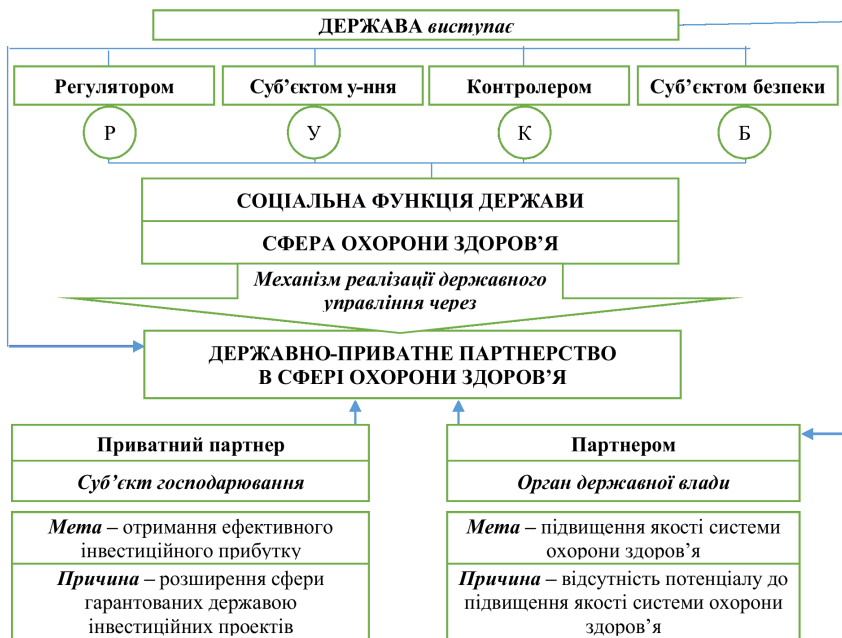 ДЕРЖАВА виступає
Регулятором
Суб’єктом у-ння
Контролером
Суб’єктом безпеки
Р
У
К
Б
СОЦІАЛЬНА ФУНКЦІЯ ДЕРЖАВИ
СФЕРА ОХОРОНИ ЗДОРОВ’Я
Механізм реалізації державного
управління через
ДЕРЖАВНО-ПРИВАТНЕ ПАРТНЕРСТВО
В СФЕРІ ОХОРОНИ ЗДОРОВ’Я
Приватний партнер
Суб’єкт господарювання
Мета – отримання ефективного
інвестиційного прибутку
Причина – розширення сфери
гарантованих державою
інвестиційних проектів
Партнером
Орган державної влади
Мета – підвищення якості системи
охорони здоров’я
Причина – відсутність потенціалу до
підвищення якості системи охорони
здоров’я